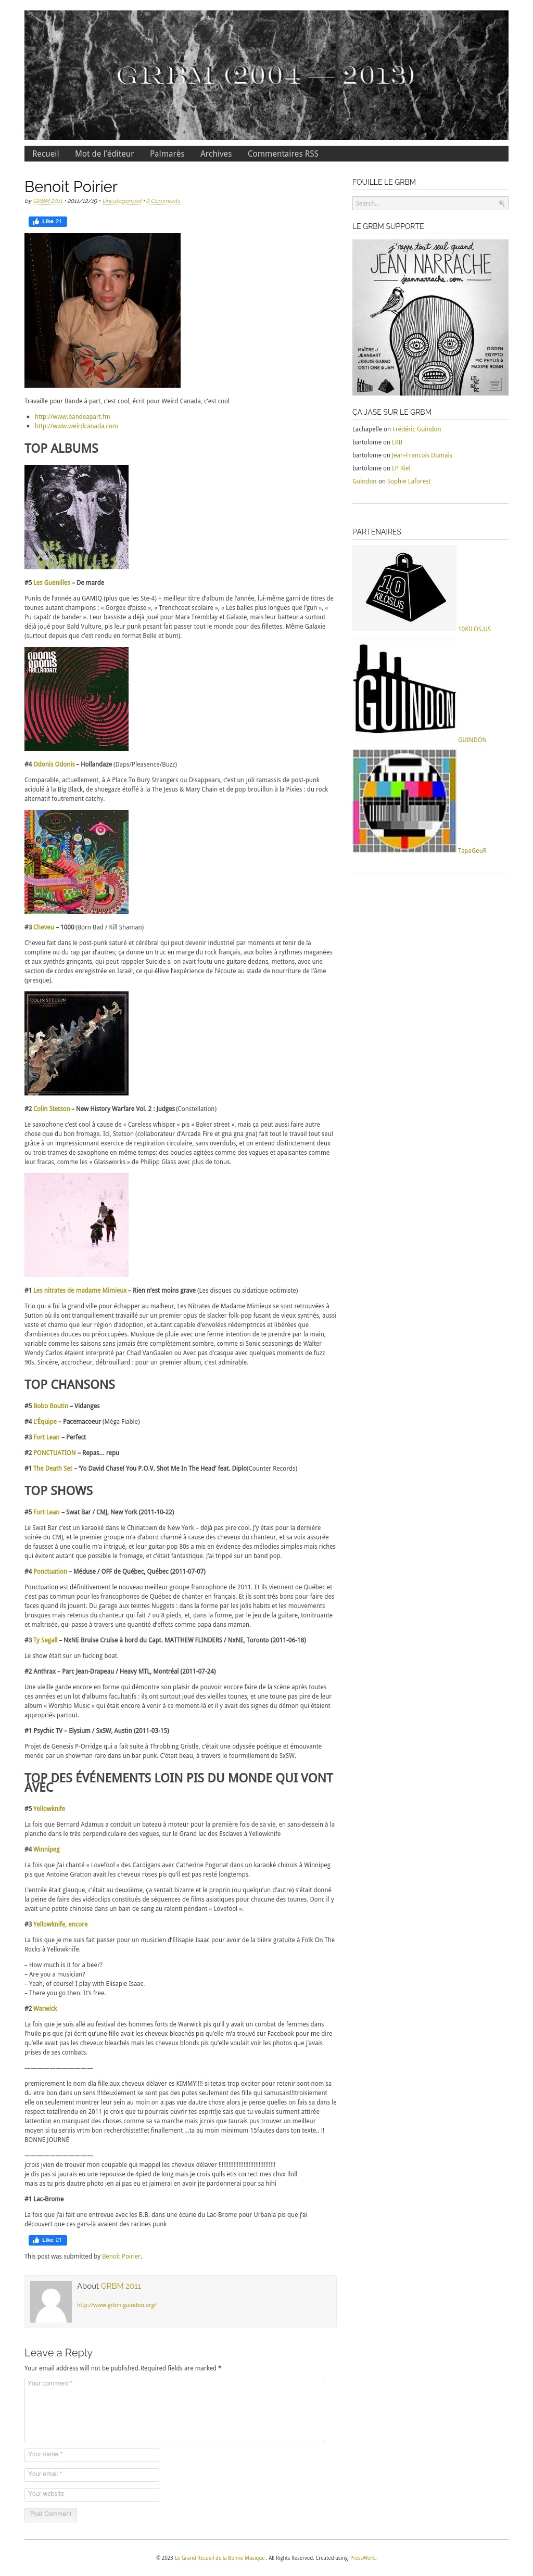 GRBM (2004 — 2013)
Recueil
Mot de l'éditeur
Palmarès
Archives
Commentaires RSS
Benoit Poirier
by GRBM 2011 • 2011/12/19 • Uncategorized • 0 Comments
Like 21
Travaille pour Bande à part, c'est cool, écrit pour Weird Canada, c'est cool
http://www.bandeapart.fm
http://www.weirdcanada.com
TOP ALBUMS
LES GUENILLES
#5 Les Guenilles – De marde
Punks de l'année au GAMIQ (plus que les Ste-4) + meilleur titre d'album de l'année, lui-même garni de titres de
tounes autant champions : « Gorgée d'pisse », « Trenchcoat scolaire », « Les balles plus longues que l'gun », «
Pu capab' de bander ». Leur bassiste a déjà joué pour Mara Tremblay et Galaxie, mais leur batteur a surtout
déjà joué pour Bald Vulture, pis leur punk pesant fait passer tout le monde pour des fillettes. Même Galaxie
(surtout depuis que c'est rendu en format Belle et bum).
ODONIS ODONIS
HOLLANDAZE
#4 Odonis Odonis – Hollandaze (Daps/Pleasence/Buzz)
Comparable, actuellement, à A Place To Bury Strangers ou Disappears, c'est un joli ramassis de post-punk
acidulé à la Big Black, de shoegaze étoffé à la The Jesus & Mary Chain et de pop brouillon à la Pixies : du rock
alternatif foutrement catchy.
#3 Cheveu – 1000 (Born Bad / Kill Shaman)
Cheveu fait dans le post-punk saturé et cérébral qui peut devenir industriel par moments et tenir de la
comptine ou du rap par d'autres; ça donne un truc en marge du rock français, aux boîtes à rythmes maganées
et aux synthés grinçants, qui peut rappeler Suicide si on avait foutu une guitare dedans, mettons, avec une
section de cordes enregistrée en Israël, ce qui élève l'expérience de l'écoute au stade de nourriture de l'âme
(presque).
COLIN STETSON
#2 Colin Stetson – New History Warfare Vol. 2 : Judges (Constellation)
Le saxophone c'est cool à cause de « Careless whisper » pis « Baker street », mais ça peut aussi faire autre
chose que du bon fromage. Ici, Stetson (collaborateur d'Arcade Fire et gna gna gna) fait tout le travail tout seul
grâce à un impressionnant exercice de respiration circulaire, sans overdubs, et on entend distinctement deux
ou trois trames de saxophone en même temps; des boucles agitées comme des vagues et apaisantes comme
leur fracas, comme les « Glassworks » de Philipp Glass avec plus de tonus.
#1 Les nitrates de madame Mimieux – Rien n'est moins grave (Les disques du sidatique optimiste)
Trio qui a fui la grand ville pour échapper au malheur, Les Nitrates de Madame Mimieux se sont retrouvées à
Sutton où ils ont tranquillement travaillé sur un premier opus de slacker folk-pop fusant de vieux synthés, aussi
vaste et charnu que leur région d'adoption, et autant capable d'envolées rédemptrices et libérées que
d'ambiances douces ou préoccupées. Musique de pluie avec une ferme intention de te prendre par la main,
variable comme les saisons sans jamais être complétement sombre, comme si Sonic seasonings de Walter
Wendy Carlos étaient interprété par Chad VanGaalen ou Avec pas d'casque avec quelques moments de fuzz
90s. Sincère, accrocheur, débrouillard : pour un premier album, c'est admirable.
TOP CHANSONS
#5 Bobo Boutin – Vidanges
#4 L'Équipe – Pacemacoeur (Méga Fiable)
#3 Fort Lean – Perfect
#2 PONCTUATION – Repas... repu
#1 The Death Set – 'Yo David Chase! You P.O.V. Shot Me In The Head' feat. Diplo(Counter Records)
TOP SHOWS
#5 Fort Lean – Swat Bar / CMJ, New York (2011-10-22)
Le Swat Bar c'est un karaoké dans le Chinatown de New York – déjà pis pire cool. J'y étais pour la dernière
soirée du CMJ, et le premier groupe m'a d'abord charmé à cause des cheveux du chanteur, et sa voix assure
de fausser une couille m'a intrigué, et leur guitar-pop 80s a mis en évidence des mélodies simples mais riches
qui évitent autant que possible le fromage, et c'était fantastique. J'ai trippé sur un band pop.
#4 Ponctuation – Méduse / OFF de Québec, Québec (2011-07-07)
Ponctuation est définitivement le nouveau meilleur groupe francophone de 2011. Et ils viennent de Québec et
c'est pas commun pour les francophones de Québec de chanter en français. Et ils sont très bons pour faire des
faces quand ils jouent. Du garage aux teintes Nuggets : dans la forme par les jolis habits et les mouvements
brusques mais retenus du chanteur qui fait 7 ou 8 pieds, et, dans la forme, par le jeu de la guitare, tonitruante
et maîtrisée, qui passe à travers une quantité d'effets comme papa dans maman.
#3 Ty Segall – NxNE Bruise Cruise à bord du Capt. MATTHEW FLINDERS / NxNE, Toronto (2011-06-18)
Le show était sur un fucking boat.
#2 Anthrax – Parc Jean-Drapeau / Heavy MTL, Montréal (2011-07-24)
Une vieille garde encore en forme qui démontre son plaisir de pouvoir encore faire de la scène après toutes
ces années et un lot d'albums facultatifs : ils ont surtout joué des vieilles tounes, et une toune pas pire de leur
album « Worship Music » qui était encore à venir à ce moment-là et il y avait des signes du démon qui étaient
appropriés partout.
#1 Psychic TV – Elysium / SxSW, Austin (2011-03-15)
Projet de Genesis P-Orridge qui a fait suite à Throbbing Gristle, c'était une odyssée poétique et émouvante
menée par un showman rare dans un bar punk. C'était beau, à travers le fourmillement de SxSW.
TOP DES ÉVÉNEMENTS LOIN PIS DU MONDE QUI VONT
AVEC
#5 Yellowknife
La fois que Bernard Adamus a conduit un bateau à moteur pour la première fois de sa vie, en sans-dessein à la
planche dans le très perpendiculaire des vagues, sur le Grand lac des Esclaves à Yellowknife
#4 Winnipeg
La fois que j'ai chanté « Lovefool » des Cardigans avec Catherine Pogonat dans un karaoké chinois à Winnipeg
pis que Antoine Gratton avait les cheveux roses pis qu'il est pas resté longtemps.
L'entrée était glauque, c'était au deuxième, ça sentait bizarre et le proprio (ou quelqu'un d'autre) s'était donné
la peine de faire des vidéoclips constitués de séquences de films asiatiques pour chacune des tounes. Donc il y
avait une petite chinoise dans un bain de sang au ralenti pendant « Lovefool ».
#3 Yellowknife, encore
La fois que je me suis fait passer pour un musicien d'Elisapie Isaac pour avoir de la bière gratuite à Folk On The
Rocks à Yellowknife.
– How much is it for a beer?
– Are you a musician?
– Yeah, of course! I play with Elisapie Isaac.
– There you go then. It's free.
#2 Warwick
La fois que je suis allé au festival des hommes forts de Warwick pis qu'il y avait un combat de femmes dans
l'huile pis que j'ai écrit qu'une fille avait les cheveux bleachés pis qu'elle m'a trouvé sur Facebook pour me dire
qu'elle avait pas les cheveux bleachés mais les cheveux blonds pis qu'elle voulait voir les photos que j'avais
prises de ses combats.
———————————
premierement le nom dla fille aux cheveux délaver es KIMMY!!!! si tetais trop exciter pour retenir sont nom sa
du etre bon dans un sens !!!deuxiement se sont pas des putes seulement des fille qui samusais!!!troisiement
elle on seulement montrer leur sein au moin on a pas vue dautre chose alors je pense quelles on fais sa dans le
respect total!rendu en 2011 je croit que tu pourrais ouvrir tes esprit!je sais que tu voulais surment attirée
lattention en marquant des choses comme sa sa marche mais jcrois que taurais pus trouver un meilleur
moyen si tu serais vrtm bon recherchiste!!!et finallement ...ta au moin minimum 15fautes dans ton texte.. !!
BONNE JOURNÉ
———————————
jcrois jvien de trouver mon coupable qui mappel les cheveux délaver !!!!!!!!!!!!!!!!!!!!!!!!!!!!!!!!!!
je dis pas si jaurais eu une repousse de 4pied de long mais je crois quils etis correct mes chvx !loll
mais as tu pris dautre photo jen ai pas eu et jaimerai en avoir jte pardonnerai pour sa hihi
#1 Lac-Brome
La fois que j'ai fait une entrevue avec les B.B. dans une écurie du Lac-Brome pour Urbania pis que j'ai
découvert que ces gars-là avaient des racines punk
Like 21
This post was submitted by Benoit Poirier.
About GRBM 2011
http://www.grbm.guindon.org/
Leave a Reply
Your email address will not be published. Required fields are marked *
Your comment *
Your name *
Your email *
Your website
Post Comment
FOUILLE LE GRBM
Search...
LE GRBM SUPPORTE
j'rappe tout seul quand
JEAN NARRACHE
jeannarrache.com
MAÎTRE J
JEANBART
JESUIS GABBO
OSTI ONE & JAM
OGDEN
EGYPTO
MC PHYLIS &
MAXIME ROBIN
ÇA JASE SUR LE GRBM
Lachapelle on Frédéric Guindon
bartolome on LKB
bartolome on Jean-Francois Dumais
bartolome on LP Riel
Guindon on Sophie Laforest
PARTENAIRES
10
KILOS.US
10KILOS.US
GUINDON
GUINDON
TapaGeuR
© 2023 Le Grand Recueil de la Bonne Musique . All Rights Reserved. Created using PressWork.